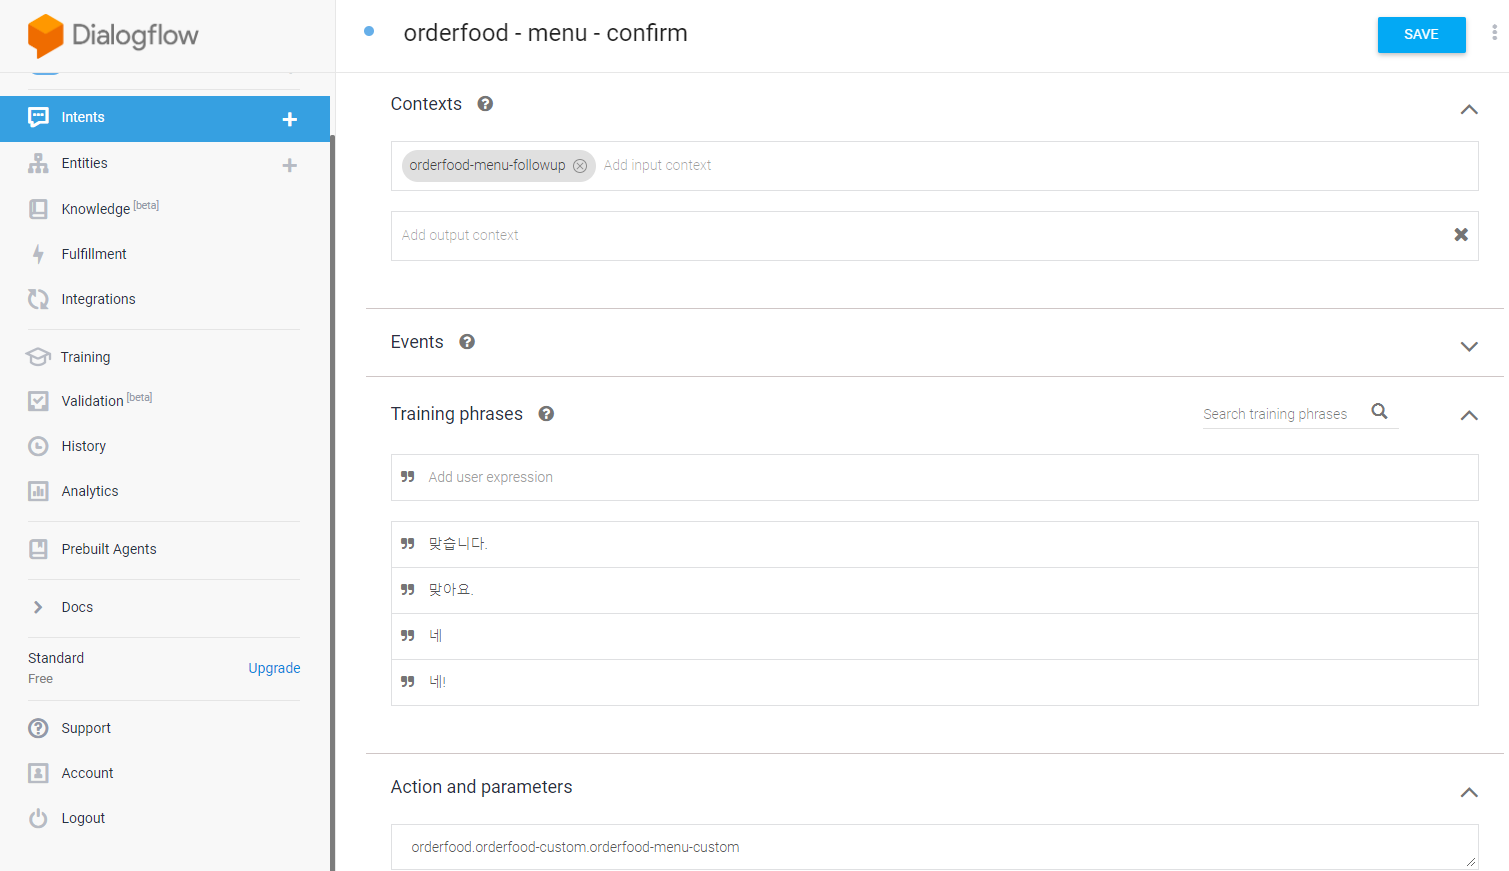 Dialogflow
Intents
Entities
Knowledge [beta]
Fulfillment
Integrations
Training
Validation [beta]
History
Analytics
Prebuilt Agents
Docs
Standard
Free
Upgrade
Support
Account
Logout
orderfood - menu - confirm
SAVE
Contexts
orderfood-menu-followup Add input context
Add output context
Events
Training phrases
Search training phrases
Add user expression
맞습니다.
맞아요.
네
네!
Action and parameters
orderfood.orderfood-custom.orderfood-menu-custom